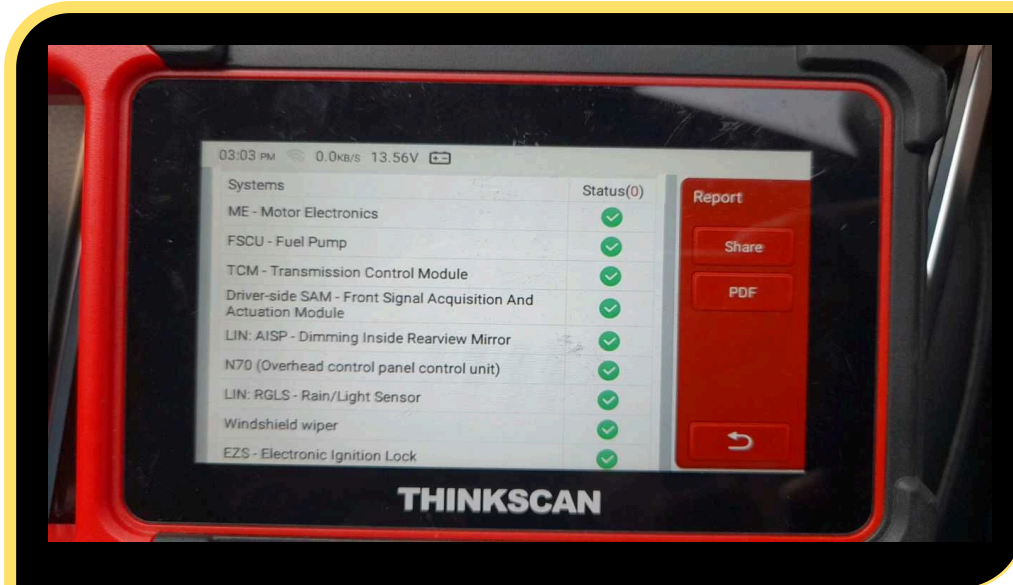 03:03 PM 0.0KB/S 13.56V
Systems Status(0)
ME - Motor Electronics
FSCU - Fuel Pump
TCM - Transmission Control Module
Driver-side SAM - Front Signal Acquisition And
Actuation Module
LIN: AISP - Dimming Inside Rearview Mirror
N70 (Overhead control panel control unit)
LIN: RGLS - Rain/Light Sensor
Windshield wiper
EZS - Electronic Ignition Lock
Report
Share
PDF
THINKSCAN